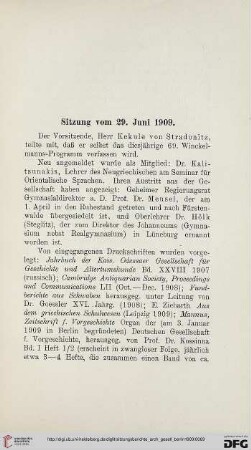 Sitzung vom 29. Juni 1909.
Der Vorsitzende, Herr Kekule von Stradonitz,
teilte mit, daß er selbst das diesjährige 69. Winckel-
manns-Programm verfassen wird.
Neu angemeldet wurde als Mitglied: Dr. Kali-
tsunakis, Lehrer des Neugriechischen am Seminar für
Orientalische Sprachen. Ihren Austritt aus der Ge-
sellschaft haben angezeigt: Geheimer Regierungsrat
Gymnasialdirektor a. D. Prof. Dr. Meusel, der am
1. April in den Ruhestand getreten und nach Fürsten-
walde übergesiedelt ist, und Oberlehrer Dr. Hölk
(Steglitz), der zum Direktor des Johanneums (Gymna-
sium nebst Realgymnasium) in Lüneburg ernannt
worden ist.
Von eingegangenen Druckschriften wurden vorge-
legt: Jahrbuch der Kais. Odessaer Gesellschaft für
Geschichte und Altertumskunde Bd. XXVIII 1907
(russisch); Cambridge Antiquarian Society, Proceedings
and Communications LII (Oct.—Dec. 1908); Fund-
berichte aus Schwaben herausgeg. unter Leitung von
Dr. Goessler XVI. Jahrg. (1908); E. Ziebarth Aus
dem griechischen Schulwesen (Leipzig 1909); Mannus,
Zeitschrift f. Vorgeschichte Organ der (am 3. Januar
1909 in Berlin begründeten) Deutschen Gesellschaft
f. Vorgeschichte, herausgeg. von Prof. Dr. Kossinna
Bd. I Heft 1/2 (erscheint in zwangloser Folge, jährlich
etwa 3—4 Hefte, die zusammen einen Band von ca.